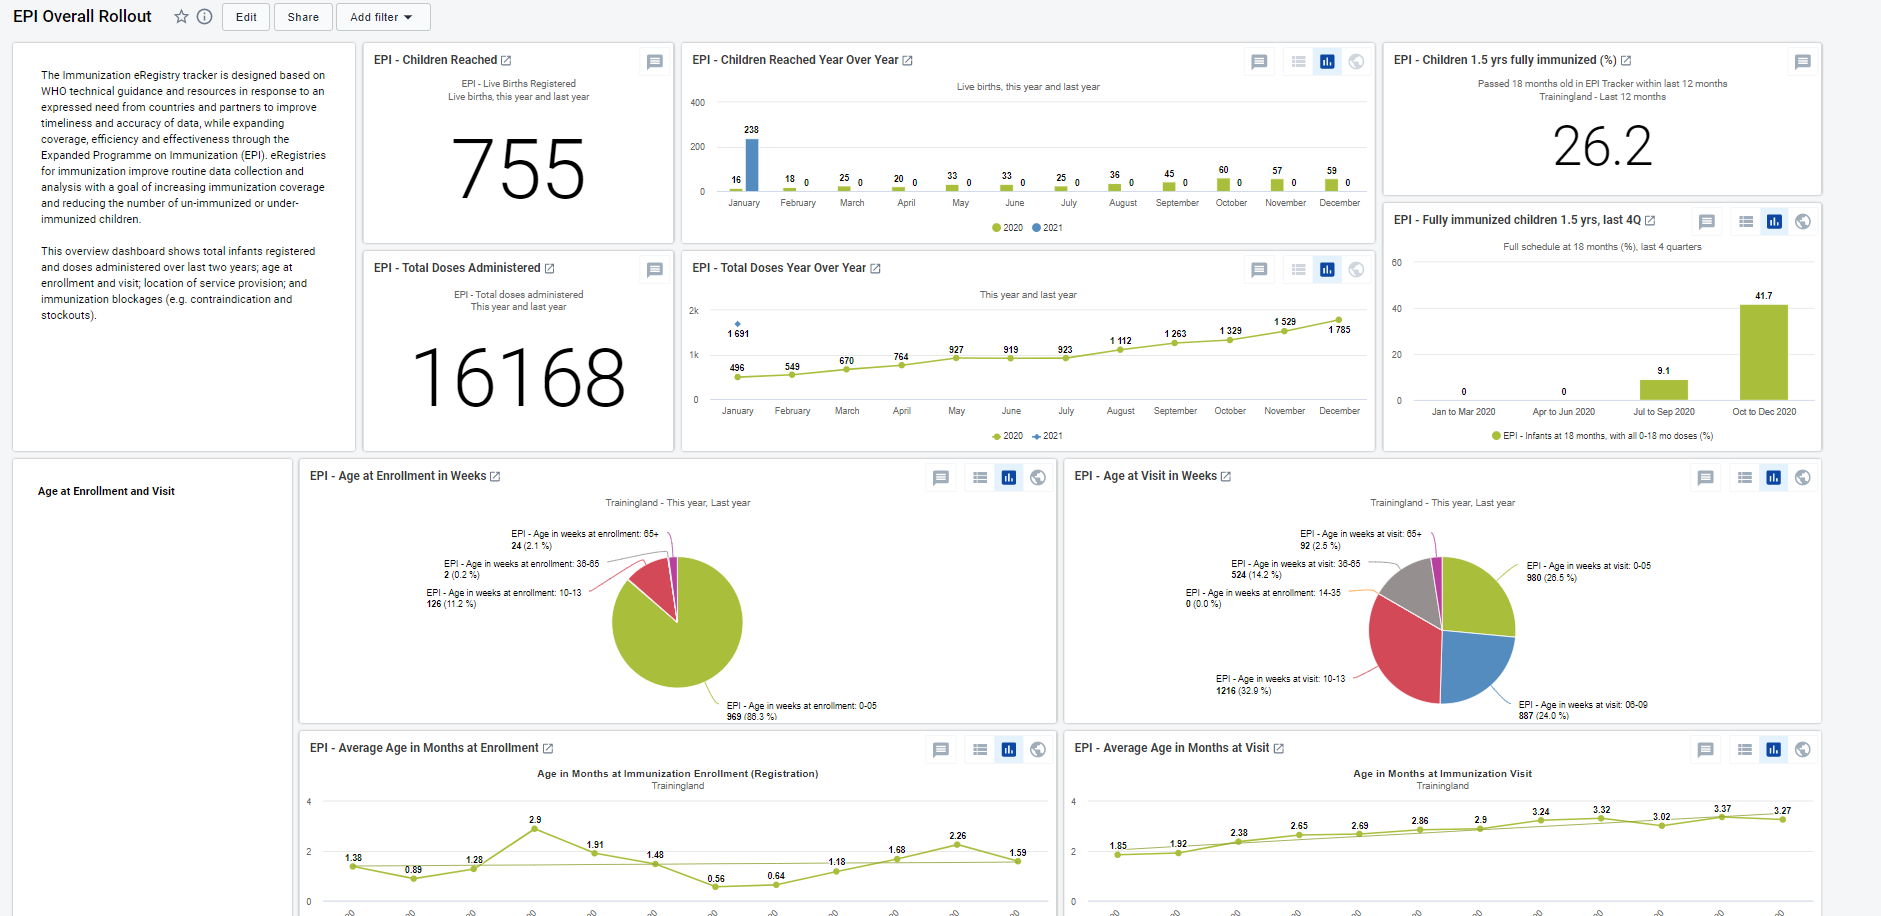 EPI Overall Rollout
Edit
Share
Add filter
The Immunization eRegistry tracker is designed based on
WHO technical guidance and resources in response to an
expressed need from countries and partners to improve
timeliness and accuracy of data, while expanding
coverage, efficiency and effectiveness through the
Expanded Programme on Immunization (EPI). eRegistries
for immunization improve routine data collection and
analysis with a goal of increasing immunization coverage
and reducing the number of un-immunized or under-
immunized children.
This overview dashboard shows total infants registered
and doses administered over last two years; age at
enrollment and visit; location of service provision; and
immunization blockages (e.g. contraindication and
stockouts).
EPI - Children Reached
EPI - Live Births Registered
Live births, this year and last year
755
EPI - Children Reached Year Over Year
Live births, this year and last year
400
200
0
16 238 18 0 25 0 20 0 33 0 33 0 25 0 36 0 45 0 60 0 57 0 59 0
January February March April May June July August September October November December
2020 2021
EPI - Children 1.5 yrs fully immunized (%)
Passed 18 months old in EPI Tracker within last 12 months
Trainingland - Last 12 months
26.2
EPI - Total Doses Administered
EPI - Total doses administered
This year and last year
16168
EPI - Total Doses Year Over Year
This year and last year
2k
1k
0
1 691
496 549 670 764 927 919 923 1 112 1 263 1 329 1 529 1 785
January February March April May June July August September October November December
2020 2021
EPI - Fully immunized children 1.5 yrs, last 4Q
Full schedule at 18 months (%), last 4 quarters
60
40
20
0
0 0 9.1 41.7
Jan to Mar 2020 Apr to Jun 2020 Jul to Sep 2020 Oct to Dec 2020
EPI - Infants at 18 months, with all 0-18 mo doses (%)
Age at Enrollment and Visit
EPI - Age at Enrollment in Weeks
Trainingland - This year, Last year
EPI - Age in weeks at enrollment: 65+
24 (2.1 %)
EPI - Age in weeks at enrollment: 36-65
2 (0.2 %)
EPI - Age in weeks at enrollment: 10-13
126 (11.2 %)
EPI - Age in weeks at enrollment: 0-05
969 (86.3 %)
EPI - Age at Visit in Weeks
Trainingland - This year, Last year
EPI - Age in weeks at visit: 65+
92 (2.5 %)
EPI - Age in weeks at visit: 36-65
524 (14.2 %)
EPI - Age in weeks at visit: 14-35
0 (0.0 %)
EPI - Age in weeks at visit: 10-13
1216 (32.9 %)
EPI - Age in weeks at visit: 0-05
980 (26.5 %)
EPI - Age in weeks at visit: 06-09
887 (24.0 %)
EPI - Average Age in Months at Enrollment
Age in Months at Immunization Enrollment (Registration)
Trainingland
4
2
0
1.38 0.89 1.28 2.9 1.91 1.48 0.56 0.64 1.18 1.68 2.26 1.59
EPI - Average Age in Months at Visit
Age in Months at Immunization Visit
Trainingland
4
2
0
1.85 1.92 2.38 2.65 2.69 2.86 2.9 3.24 3.32 3.02 3.37 3.27